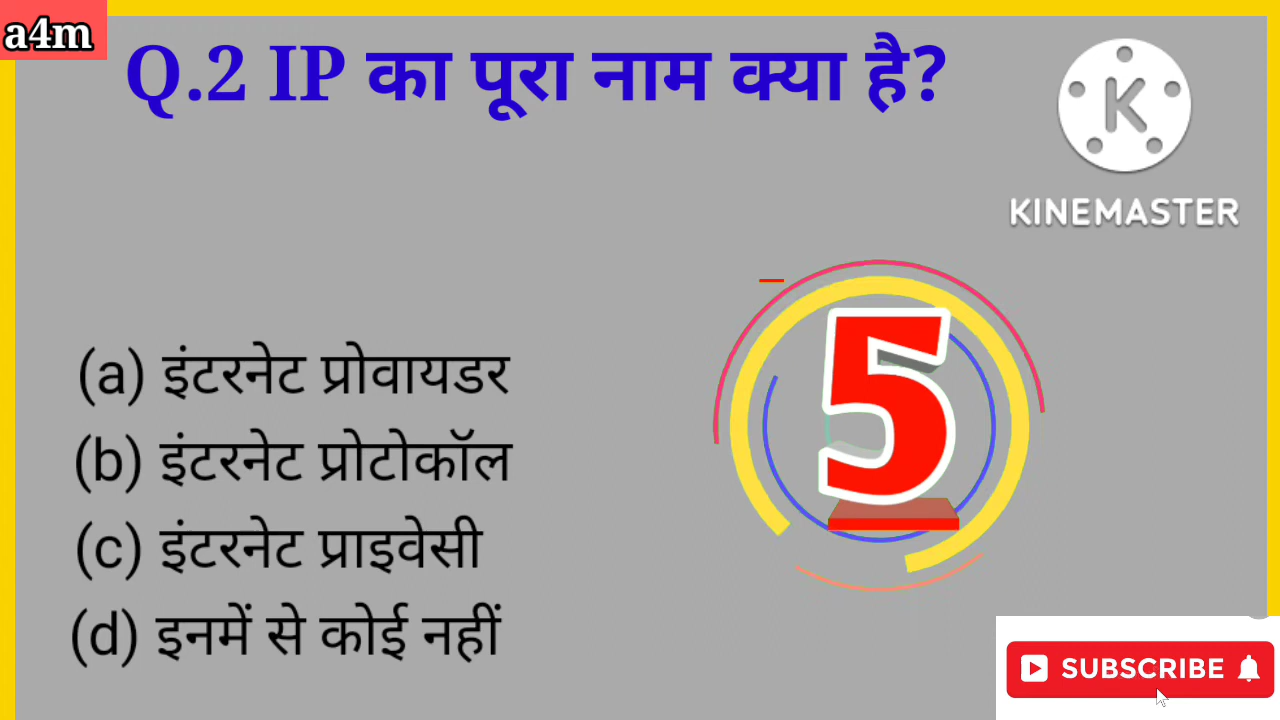 a4m
Q.2 IP का पूरा नाम क्या है?
K
KINEMASTER
5
(a) इंटरनेट प्रोवायडर
(b) इंटरनेट प्रोटोकॉल
(c) इंटरनेट प्राइवेसी
(d) इनमें से कोई नहीं
SUBSCRIBE